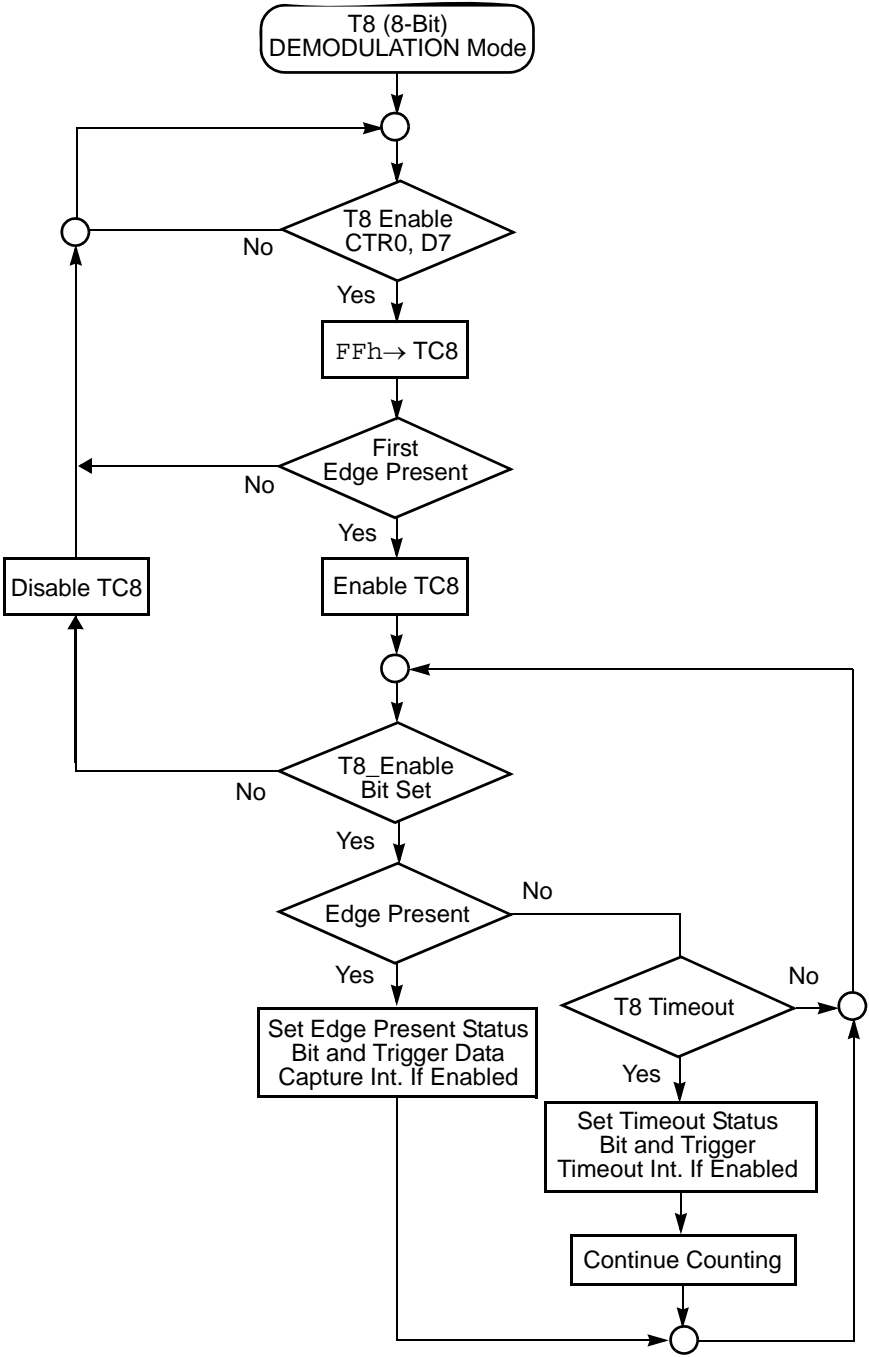 T8 (8-Bit)
DEMODULATION Mode
T8 Enable
CTR0, D7
No
Yes
FFh→ TC8
First
Edge Present
No
Yes
Disable TC8
Enable TC8
T8_Enable
Bit Set
No
Yes
Edge Present
No
Yes
T8 Timeout
No
Set Edge Present Status
Bit and Trigger Data
Capture Int. If Enabled
Yes
Set Timeout Status
Bit and Trigger
Timeout Int. If Enabled
Continue Counting